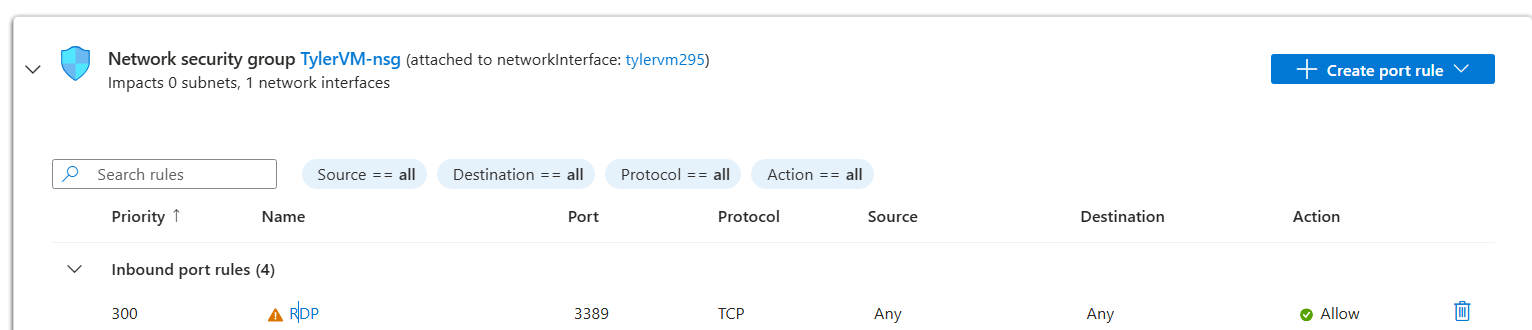 Network security group TylerVM-nsg (attached to networkInterface: tylervm295)
Impacts 0 subnets, 1 network interfaces
Create port rule
Search rules
Source == all
Destination == all
Protocol == all
Action == all
Priority ↑ Name Port Protocol Source Destination Action
Inbound port rules (4)
300 RDP 3389 TCP Any Any Allow